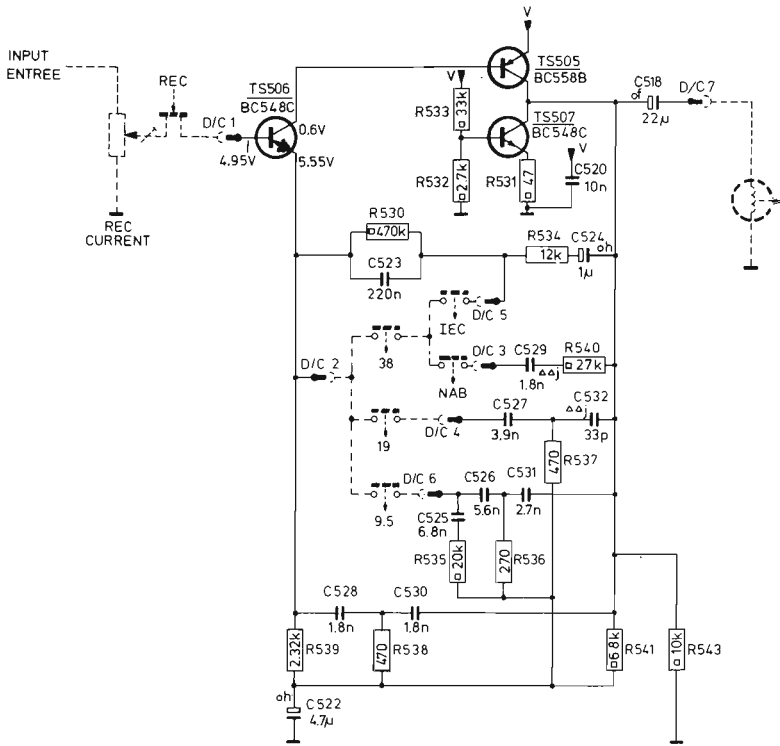 INPUT
ENTREE
REC
CURRENT
REC
D/C 1
4.95V
TS506
BC548C
0.6V
5.55V
V
TS505
BC558B
V
R533
33k
TS507
BC548C
R532
2.7k
R531
47
V
C520
10n
C518
of
22µ
D/C 7
R530
470k
C523
220n
R534
12k
C524
oh
1µ
IEC
D/C 5
38
D/C 2
NAB
D/C 3
C529
1.8n
j
R540
27k
19
D/C 4
C527
3.9n
j
C532
33p
470
R537
9.5
D/C 6
C526
5.6n
C531
2.7n
C525
6.8n
R535
20k
270
R536
C528
1.8n
C530
1.8n
2.32k
R539
470
R538
6.8k
R541
10k
R543
oh
C522
4.7µ